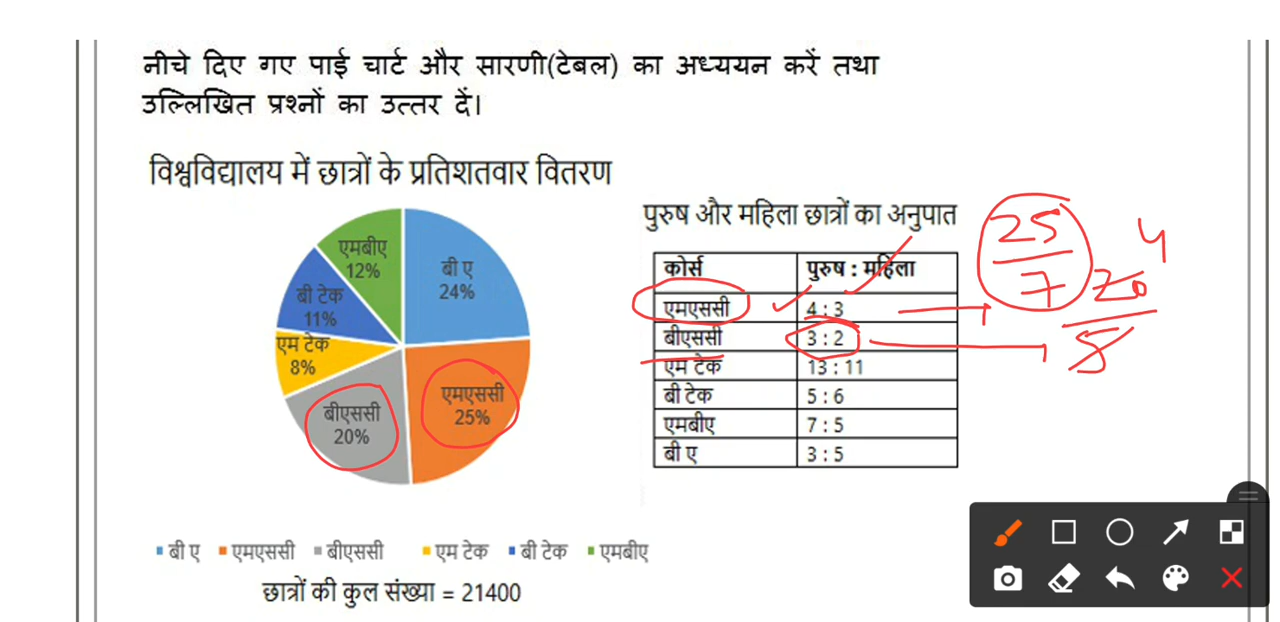 नीचे दिए गए पाई चार्ट और सारणी(टेबल) का अध्ययन करें तथा
उल्लिखित प्रश्नों का उत्तर दें।
विश्वविद्यालय में छात्रों के प्रतिशतवार वितरण
एमबीए
12%
बी ए
24%
बी टेक
11%
एम टेक
8%
बीएससी
20%
एमएससी
25%
बी ए एमएससी बीएससी एम टेक बी टेक एमबीए
छात्रों की कुल संख्या = 21400
पुरुष और महिला छात्रों का अनुपात
कोर्स पुरुष : महिला
एमएससी 4 : 3
बीएससी 3 : 2
एम टेक 13 : 11
बी टेक 5 : 6
एमबीए 7 : 5
बी ए 3 : 5
25
7
4
20
5